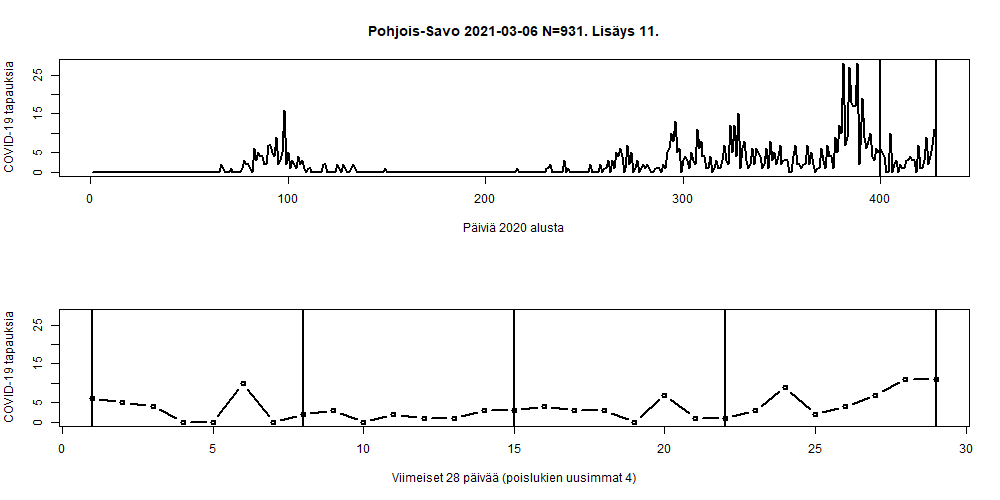 Pohjois-Savo 2021-03-06 N=931. Lisäys 11.
COVID-19 tapauksia
25
15
5
0
0 100 200 300 400
Päiviä 2020 alusta
COVID-19 tapauksia
25
15
5
0
0 5 10 15 20 25 30
Viimeiset 28 päivää (poislukien uusimmat 4)